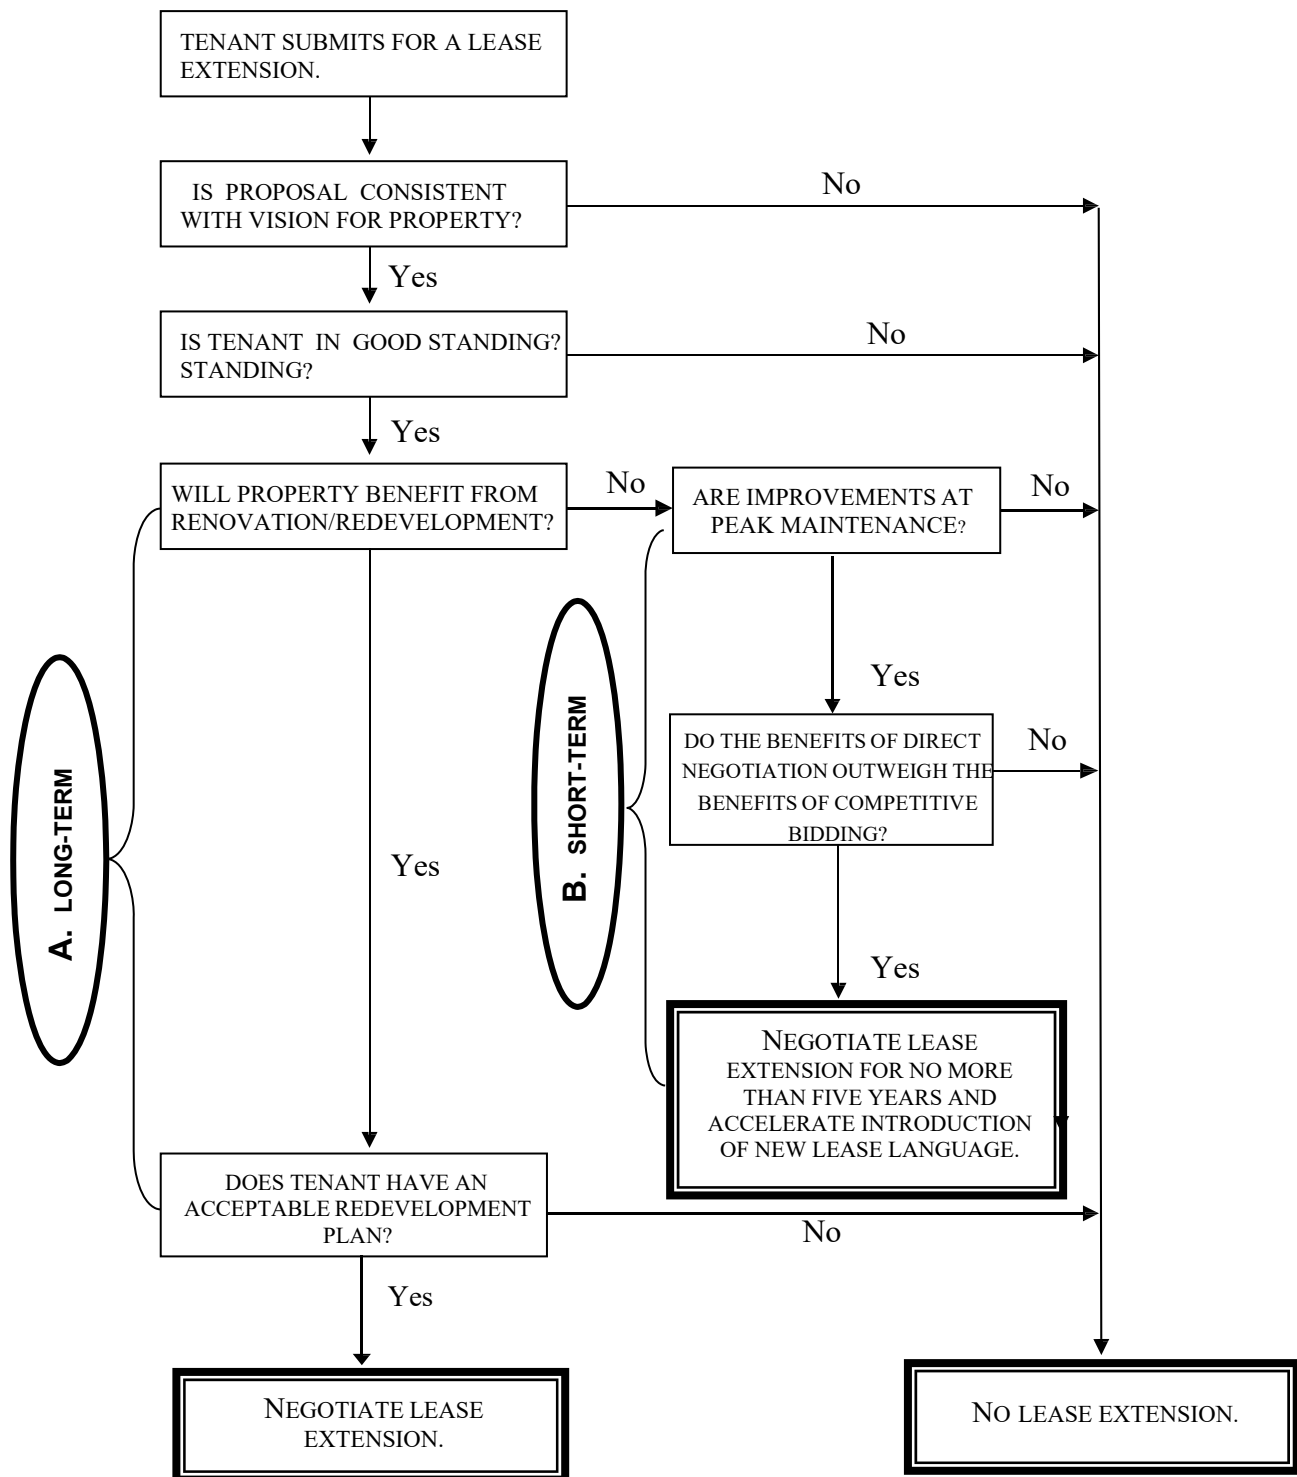 TENANT SUBMITS FOR A LEASE
EXTENSION.
IS PROPOSAL CONSISTENT
WITH VISION FOR PROPERTY?
No
Yes
IS TENANT IN GOOD STANDING?
STANDING?
No
Yes
WILL PROPERTY BENEFIT FROM
RENOVATION/REDEVELOPMENT?
No
ARE IMPROVEMENTS AT
PEAK MAINTENANCE?
No
Yes
DO THE BENEFITS OF DIRECT
NEGOTIATION OUTWEIGH THE
BENEFITS OF COMPETITIVE
BIDDING?
No
A. LONG-TERM
B. SHORT-TERM
Yes
Yes
NEGOTIATE LEASE
EXTENSION FOR NO MORE
THAN FIVE YEARS AND
ACCELERATE INTRODUCTION
OF NEW LEASE LANGUAGE.
DOES TENANT HAVE AN
ACCEPTABLE REDEVELOPMENT
PLAN?
No
Yes
NEGOTIATE LEASE
EXTENSION.
NO LEASE EXTENSION.